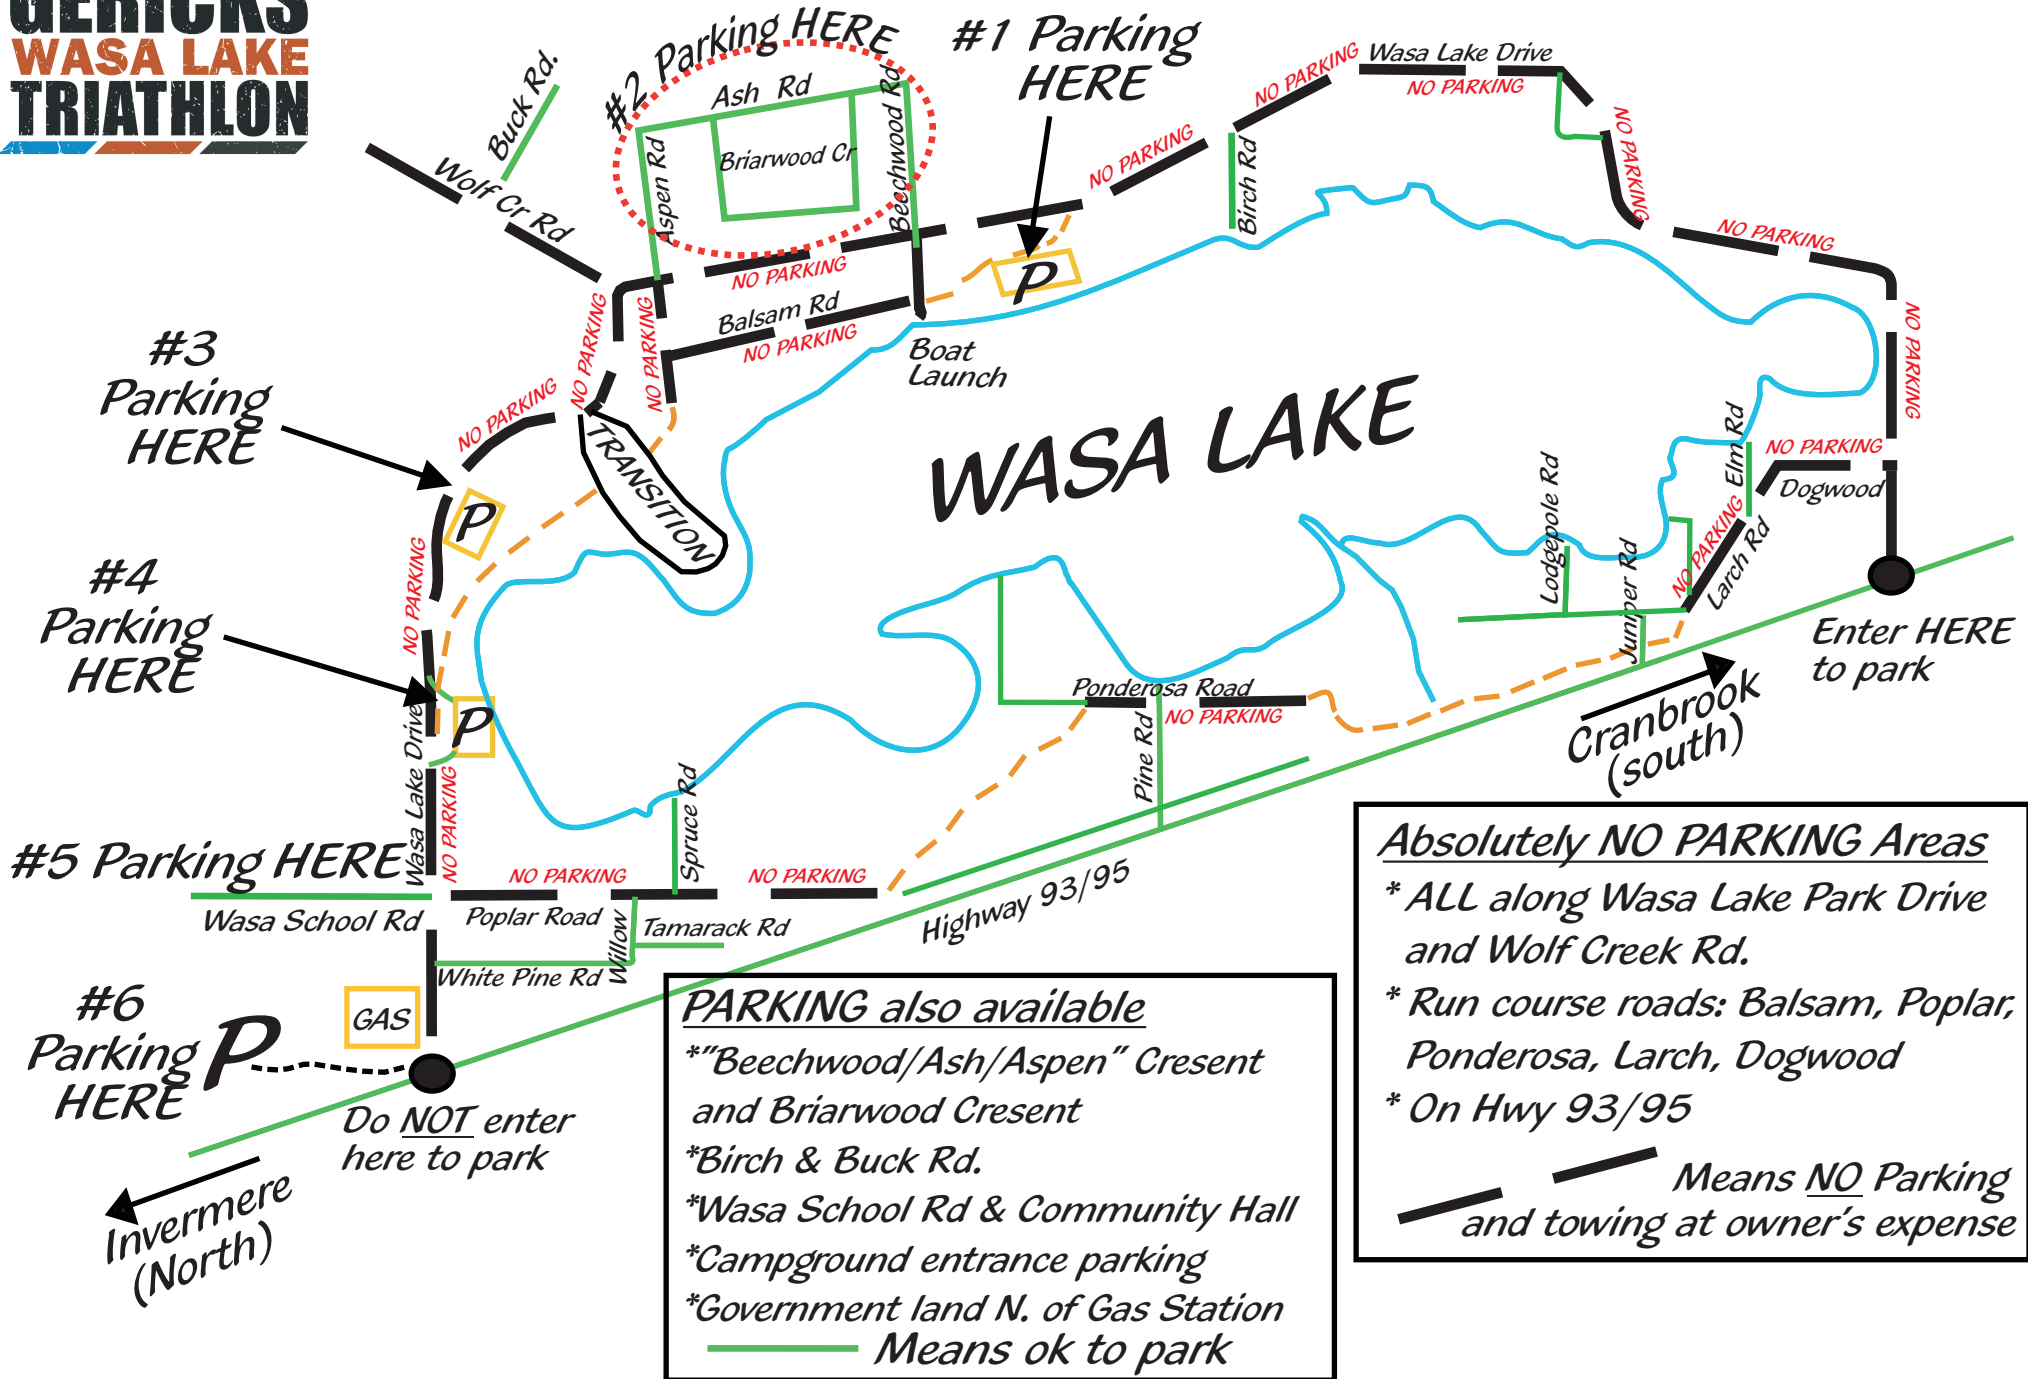 GERICKS
WASA LAKE
TRIATHLON
Buck Rd.
Wolf Cr Rd
#2 Parking HERE
Ash Rd
Aspen Rd
Briarwood Cr
Beechwood Rd
#1 Parking
HERE
P
NO PARKING
NO PARKING
Wasa Lake Drive
NO PARKING
NO PARKING
Birch Rd
NO PARKING
NO PARKING
NO PARKING
Balsam Rd
NO PARKING
NO PARKING
NO PARKING
Boat
Launch
#3
Parking
HERE
NO PARKING
TRANSITION
P
WASA LAKE
NO PARKING
Elm Rd
Dogwood
NO PARKING
Larch Rd
Lodgepole Rd
Juniper Rd
#4
Parking
HERE
NO PARKING
P
Wasa Lake Drive
NO PARKING
Enter HERE
to park
Cranbrook
(south)
Ponderosa Road
NO PARKING
Pine Rd
Spruce Rd
#5 Parking HERE
Wasa School Rd
NO PARKING
Poplar Road
NO PARKING
Willow
Tamarack Rd
White Pine Rd
Highway 93/95
GAS
#6
Parking
HERE
P
Do NOT enter
here to park
Invermere
(North)
PARKING also available
*"Beechwood/Ash/Aspen" Cresent
and Briarwood Cresent
*Birch & Buck Rd.
*Wasa School Rd & Community Hall
*Campground entrance parking
*Government land N. of Gas Station
Means ok to park
Absolutely NO PARKING Areas
* ALL along Wasa Lake Park Drive
and Wolf Creek Rd.
* Run course roads: Balsam, Poplar,
Ponderosa, Larch, Dogwood
* On Hwy 93/95
Means NO Parking
and towing at owner's expense